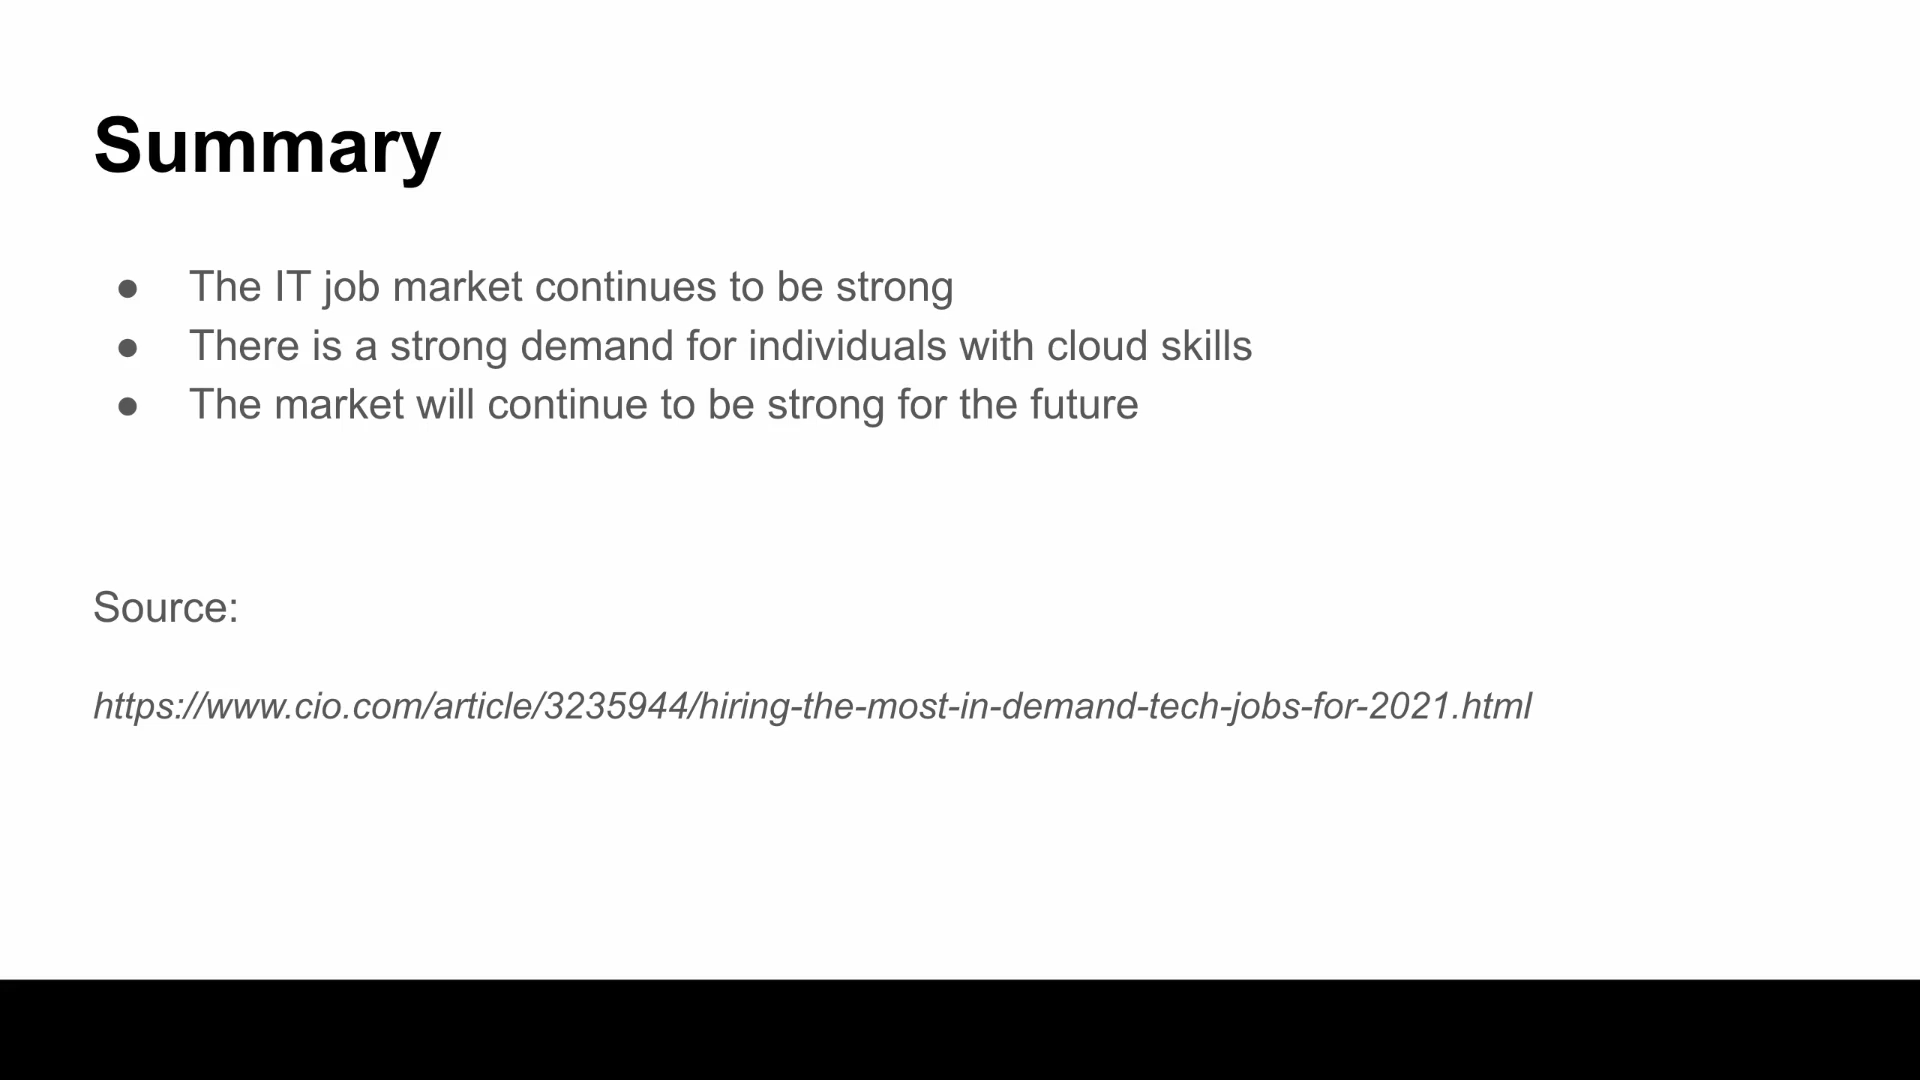 Summary
● The IT job market continues to be strong
● There is a strong demand for individuals with cloud skills
● The market will continue to be strong for the future
Source:
https://www.cio.com/article/3235944/hiring-the-most-in-demand-tech-jobs-for-2021.html